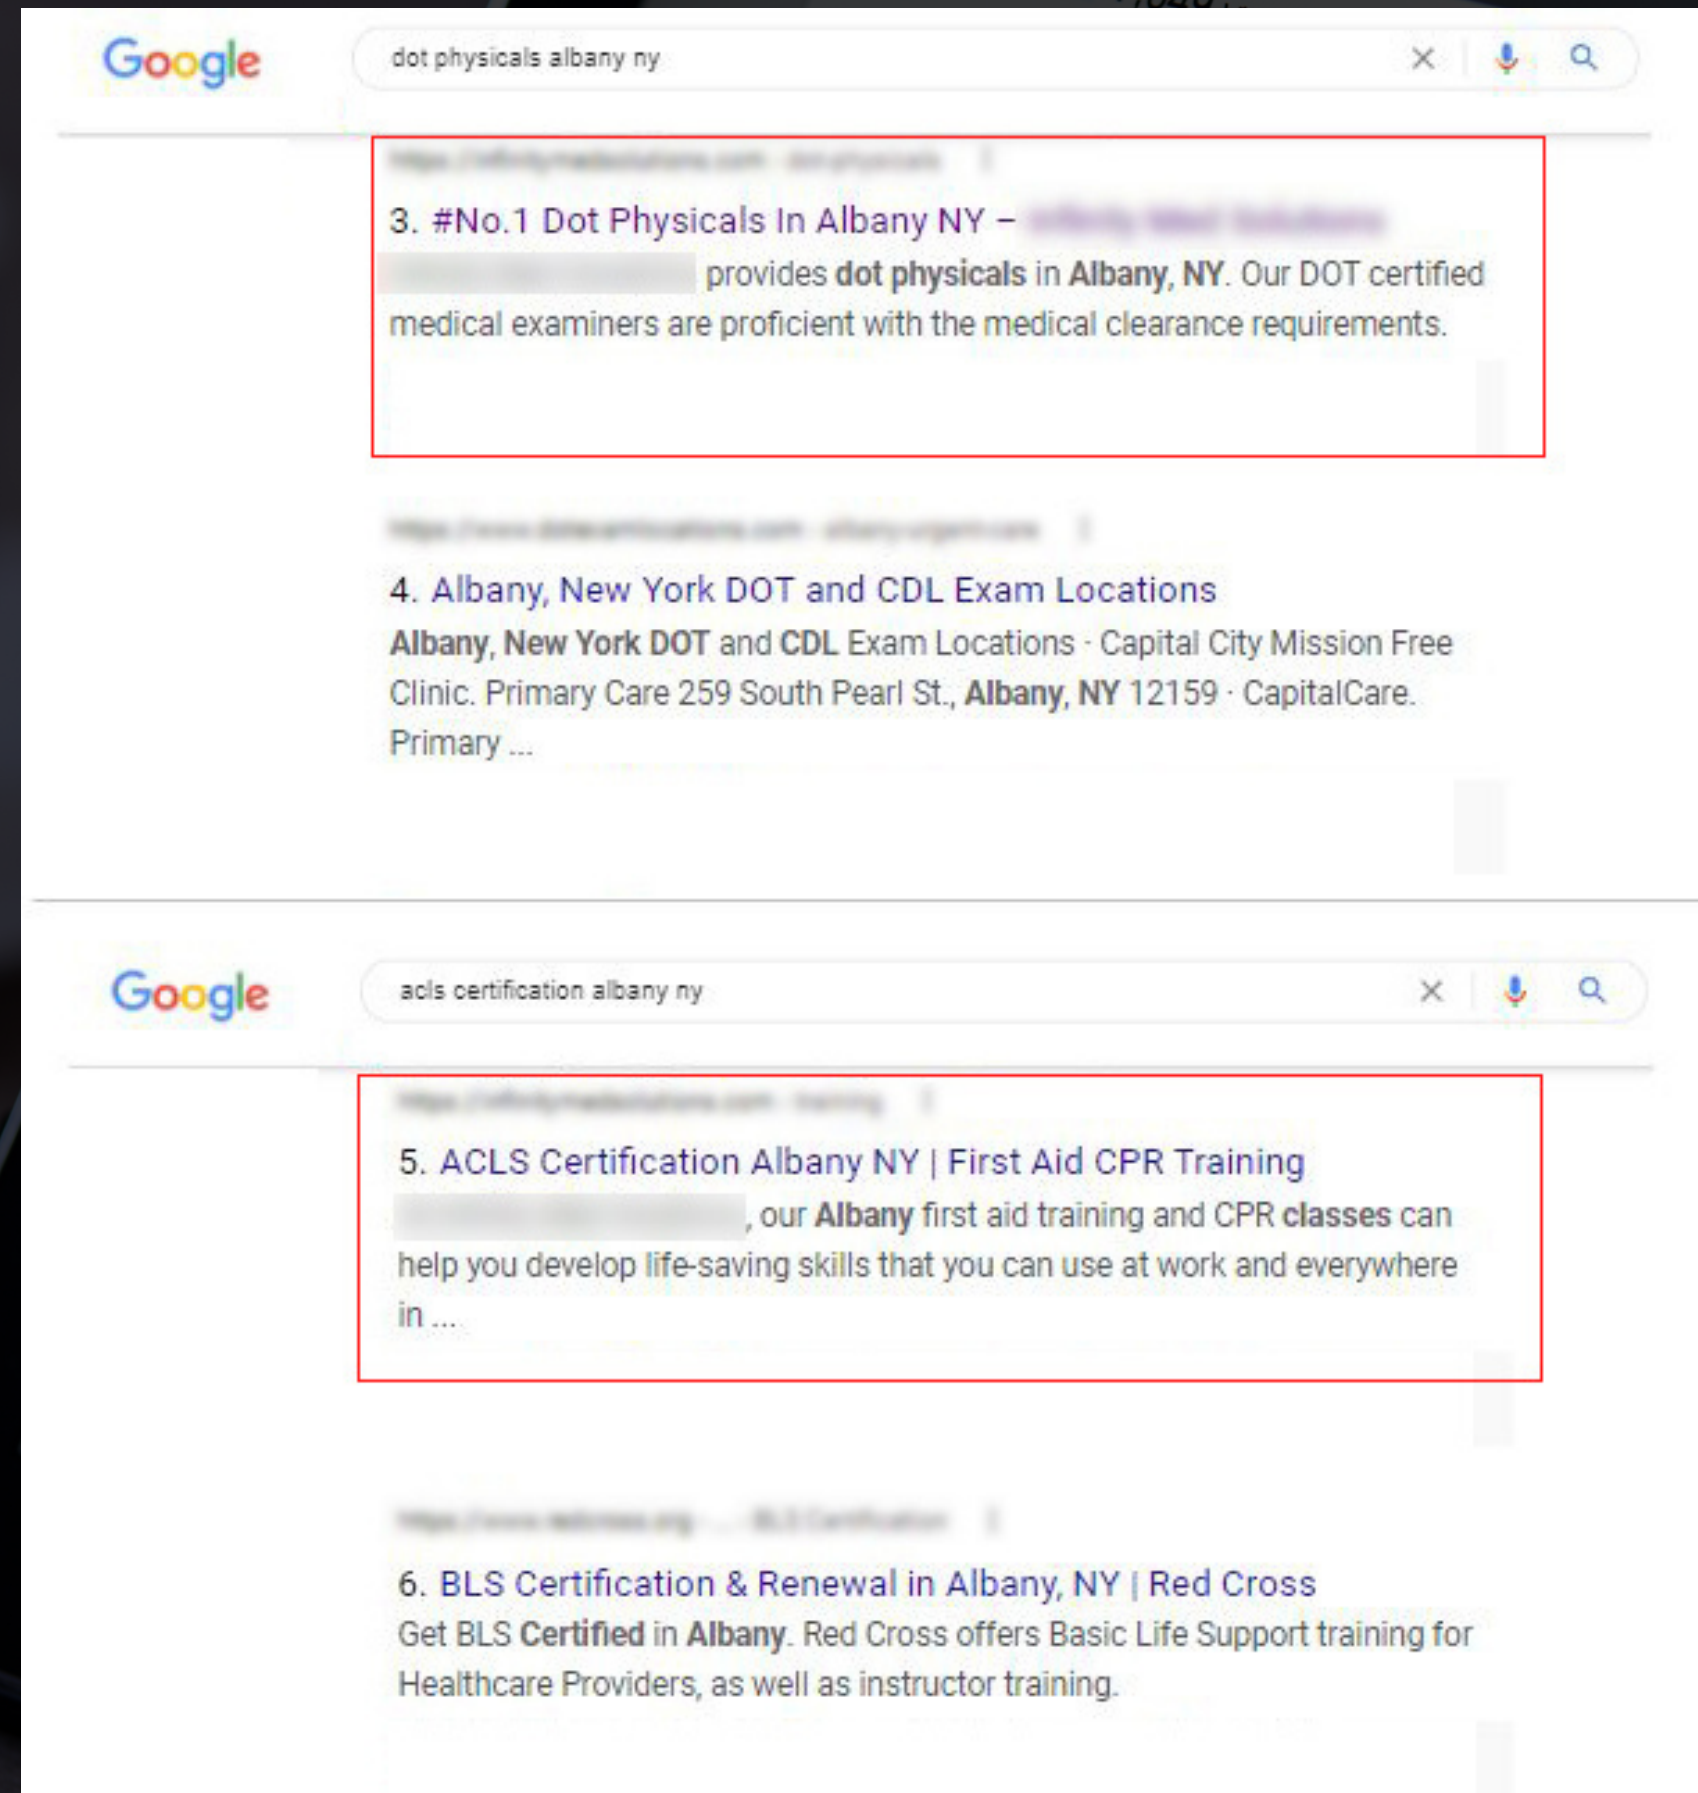 Google dot physicals albany ny
3. #No.1 Dot Physicals In Albany NY –
provides dot physicals in Albany, NY. Our DOT certified
medical examiners are proficient with the medical clearance requirements.
4. Albany, New York DOT and CDL Exam Locations
Albany, New York DOT and CDL Exam Locations · Capital City Mission Free
Clinic. Primary Care 259 South Pearl St., Albany, NY 12159 · CapitalCare.
Primary ...
Google acls certification albany ny
5. ACLS Certification Albany NY | First Aid CPR Training
, our Albany first aid training and CPR classes can
help you develop life-saving skills that you can use at work and everywhere
in ...
6. BLS Certification & Renewal in Albany, NY | Red Cross
Get BLS Certified in Albany. Red Cross offers Basic Life Support training for
Healthcare Providers, as well as instructor training.